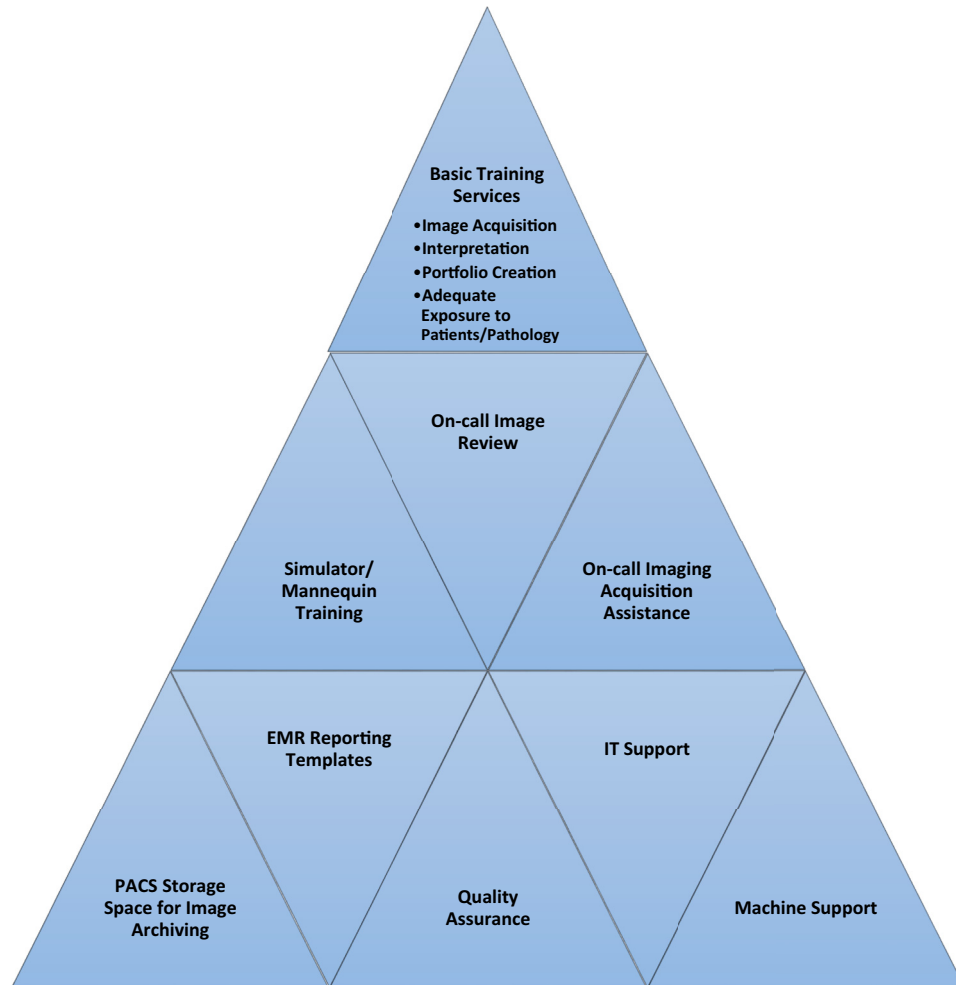 Basic Training
Services
•Image Acquisition
•Interpretation
•Portfolio Creation
•Adequate
Exposure to
Patients/Pathology
On-call Image
Review
Simulator/
Mannequin
Training
On-call Imaging
Acquisition
Assistance
EMR Reporting
Templates
IT Support
PACS Storage
Space for Image
Archiving
Quality
Assurance
Machine Support